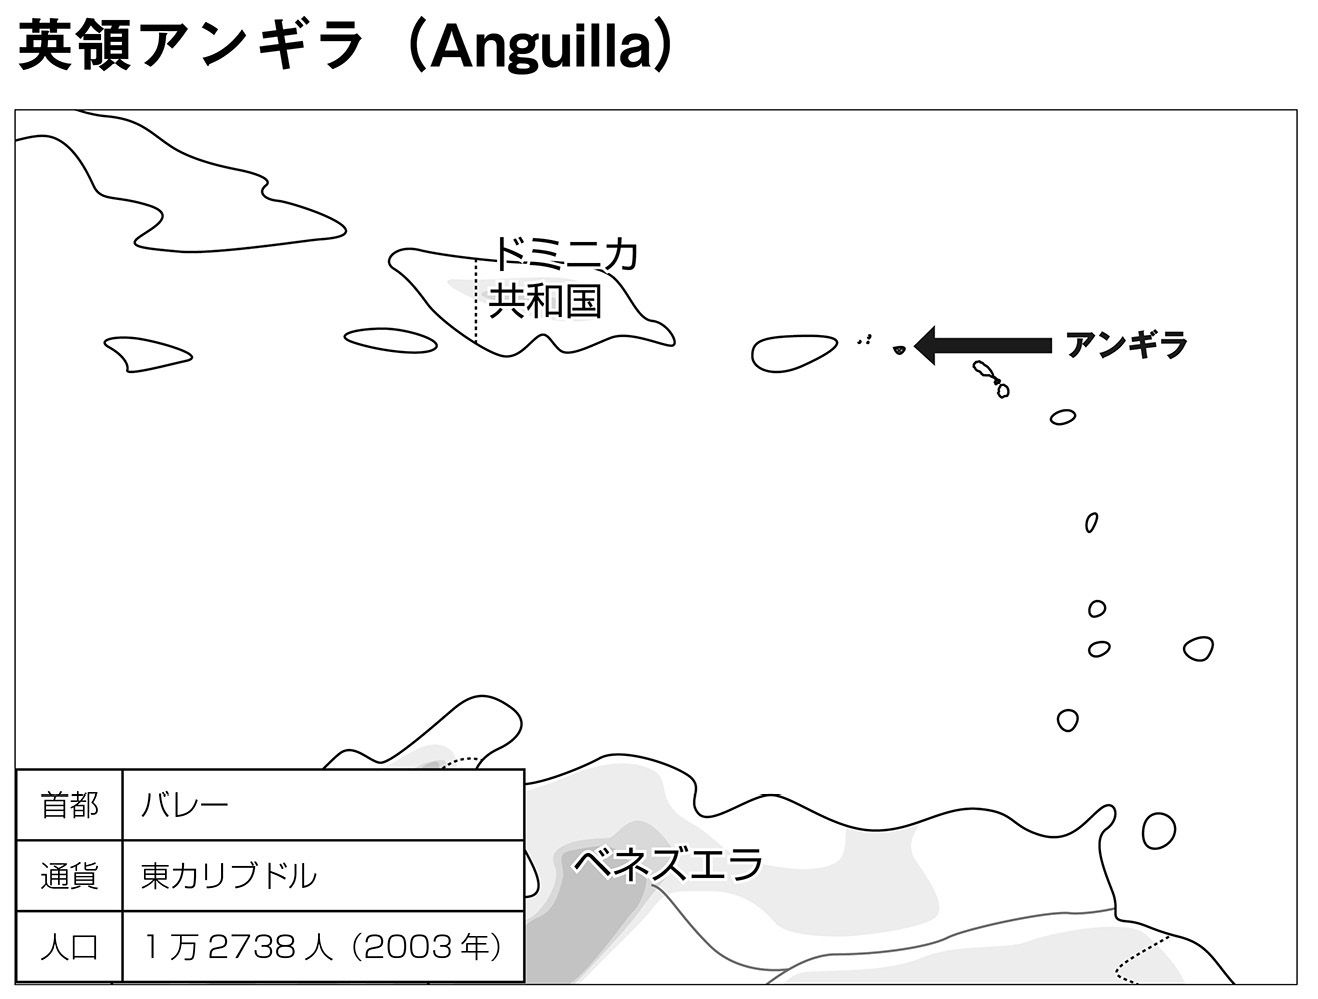 英領アンギラ（Anguilla）
ドミニカ
共和国
アンギラ
ベネズエラ
首都 バレー
通貨 東カリブドル
人口 1万2738人（2003年）